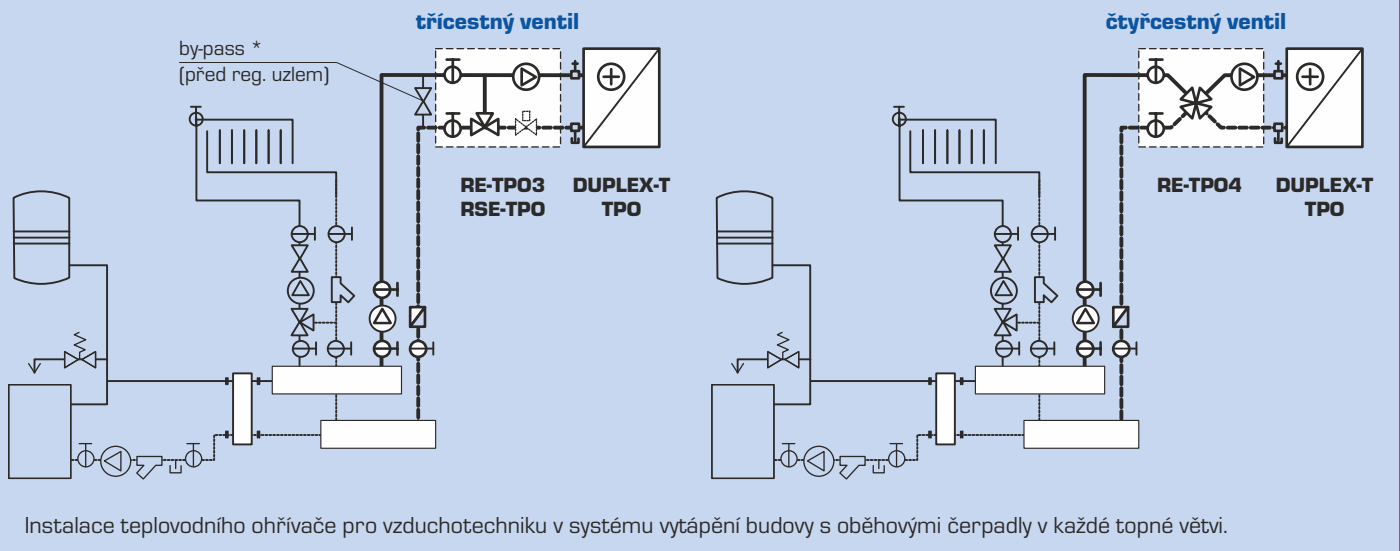 třícestný ventil
by-pass *
(před reg. uzlem)
RE-TPO3
RSE-TPO
DUPLEX-T
TPO
čtyřcestný ventil
RE-TPO4
DUPLEX-T
TPO
Instalace teplovodního ohřívače pro vzduchotechniku v systému vytápění budovy s oběhovými čerpadly v každé topné větvi.